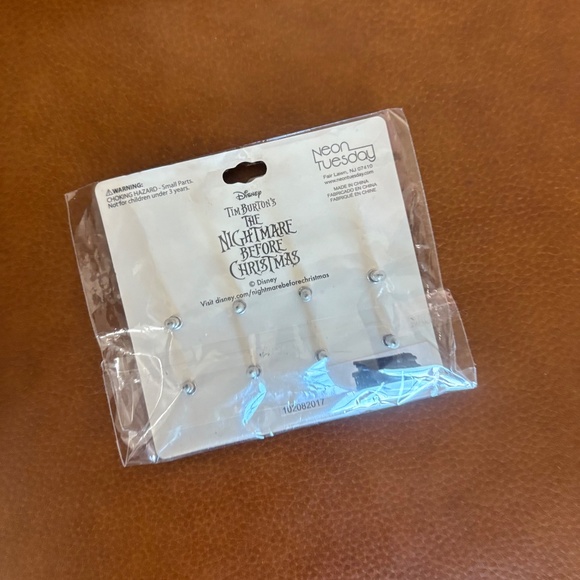 ⚠WARNING:
CHOKING HAZARD - Small Parts.
Not for children under 3 years.
Neon
Tuesday
Fair Lawn, NJ 07410
www.neontuesday.com
MADE IN CHINA
FABRICADO EN CHINA
FABRIQUE EN CHINE
Disney
TIM BURTON'S
THE
NIGHTMARE
BEFORE
CHRISTMAS
© Disney
Visit disney.com/nightmarebeforechristmas
102082017